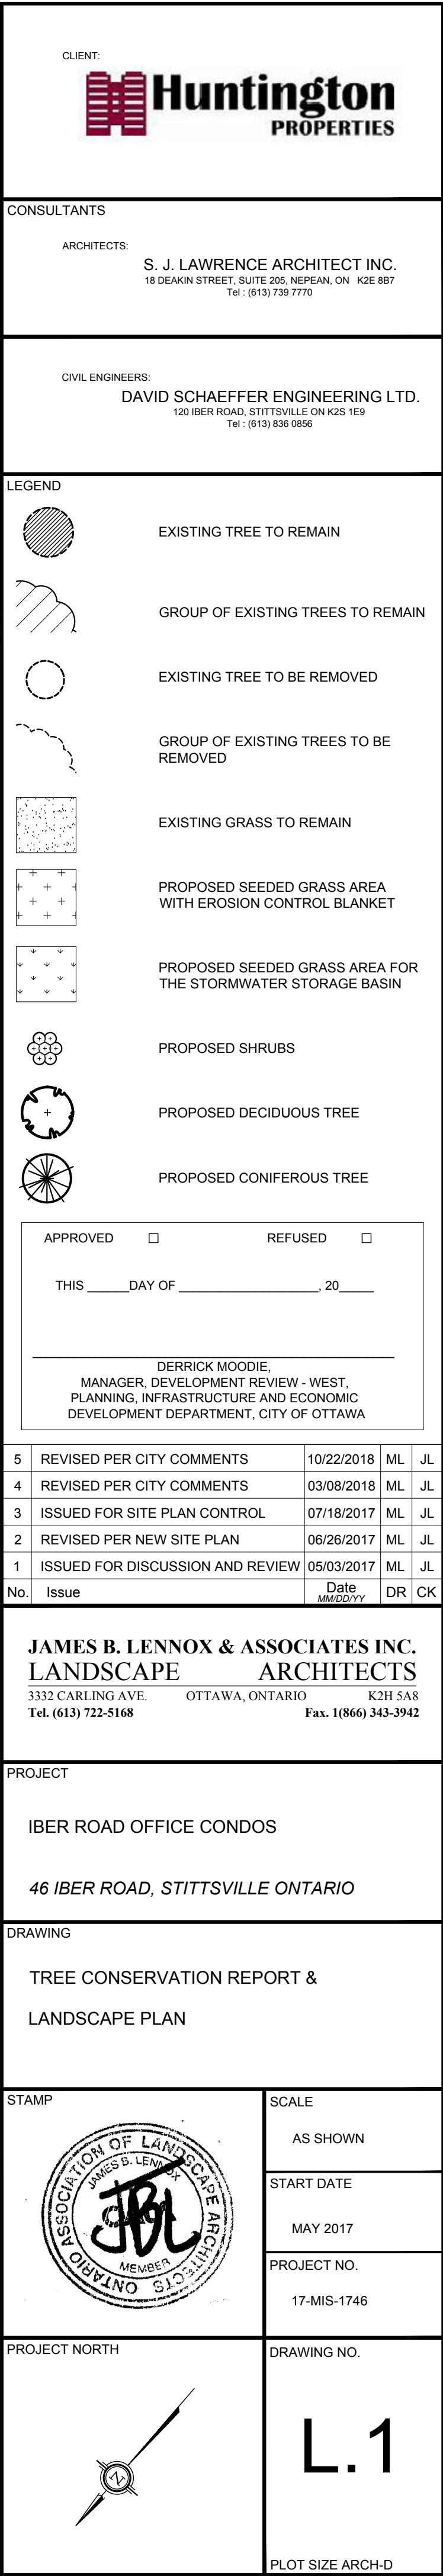 CLIENT:
Huntington
PROPERTIES
CONSULTANTS
ARCHITECTS:
S. J. LAWRENCE ARCHITECT INC.
18 DEAKIN STREET, SUITE 205, NEPEAN, ON K2E 8B7
Tel : (613) 739 7770
CIVIL ENGINEERS:
DAVID SCHAEFFER ENGINEERING LTD.
120 IBER ROAD, STITTSVILLE ON K2S 1E9
Tel : (613) 836 0856
LEGEND
EXISTING TREE TO REMAIN
GROUP OF EXISTING TREES TO REMAIN
EXISTING TREE TO BE REMOVED
GROUP OF EXISTING TREES TO BE
REMOVED
EXISTING GRASS TO REMAIN
PROPOSED SEEDED GRASS AREA
WITH EROSION CONTROL BLANKET
PROPOSED SEEDED GRASS AREA FOR
THE STORMWATER STORAGE BASIN
PROPOSED SHRUBS
PROPOSED DECIDUOUS TREE
PROPOSED CONIFEROUS TREE
APPROVED ☐ REFUSED ☐
THIS ______DAY OF ____________________, 20_____
DERRICK MOODIE,
MANAGER, DEVELOPMENT REVIEW - WEST,
PLANNING, INFRASTRUCTURE AND ECONOMIC
DEVELOPMENT DEPARTMENT, CITY OF OTTAWA
5 REVISED PER CITY COMMENTS 10/22/2018 ML JL
4 REVISED PER CITY COMMENTS 03/08/2018 ML JL
3 ISSUED FOR SITE PLAN CONTROL 07/18/2017 ML JL
2 REVISED PER NEW SITE PLAN 06/26/2017 ML JL
1 ISSUED FOR DISCUSSION AND REVIEW 05/03/2017 ML JL
No. Issue Date MM/DD/YY DR CK
JAMES B. LENNOX & ASSOCIATES INC.
LANDSCAPE ARCHITECTS
3332 CARLING AVE. OTTAWA, ONTARIO K2H 5A8
Tel. (613) 722-5168 Fax. 1(866) 343-3942
PROJECT
IBER ROAD OFFICE CONDOS
46 IBER ROAD, STITTSVILLE ONTARIO
DRAWING
TREE CONSERVATION REPORT &
LANDSCAPE PLAN
STAMP
ONTARIO ASSOCIATION OF LANDSCAPE ARCHITECTS
JAMES B. LENNOX
JBL
MEMBER
SCALE
AS SHOWN
START DATE
MAY 2017
PROJECT NO.
17-MIS-1746
PROJECT NORTH
N
DRAWING NO.
L.1
PLOT SIZE ARCH-D